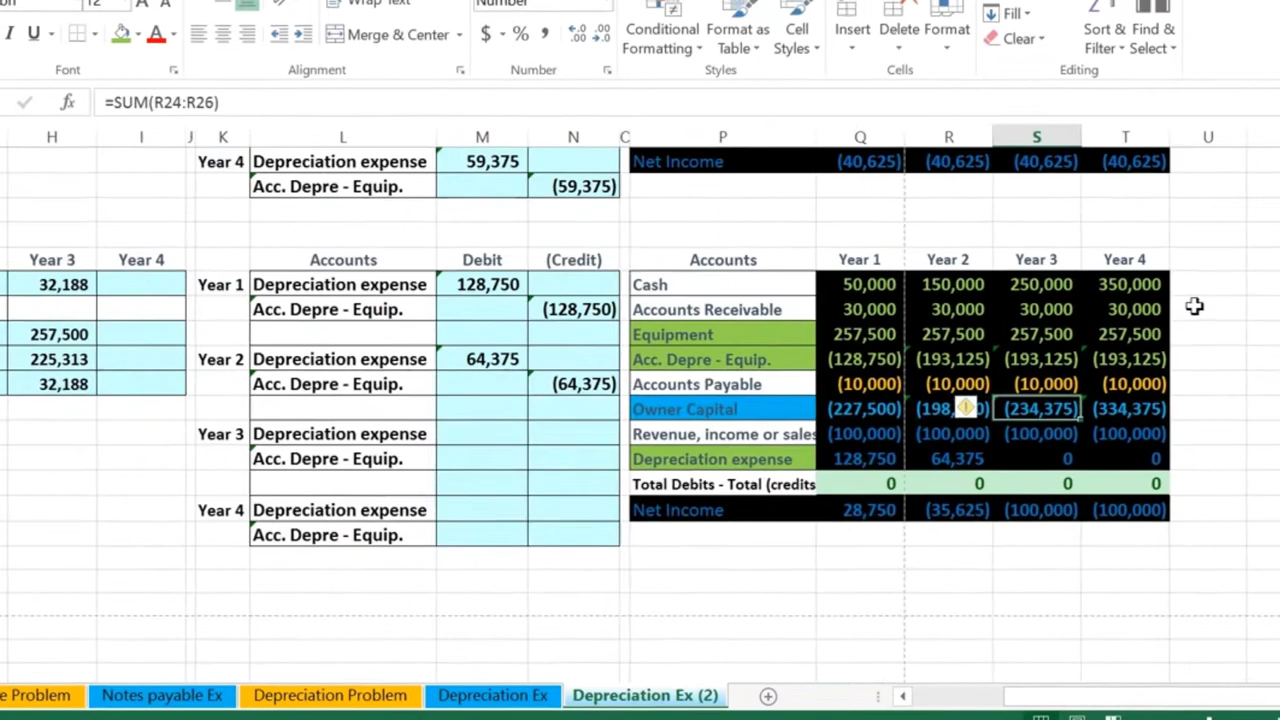 12 Wrap Text Number
I U A $ % , Merge & Center Conditional Format as Cell Insert Delete Format Fill Sort & Find &
Formatting Table Styles Clear Filter Select
Font Alignment Number Styles Cells Editing
fx =SUM(R24:R26)
H I J K L M N C P Q R S T U
Year 4 Depreciation expense 59,375 Net Income (40,625) (40,625) (40,625) (40,625)
Acc. Depre - Equip. (59,375)
Year 3 Year 4 Accounts Debit (Credit) Accounts Year 1 Year 2 Year 3 Year 4
32,188 Year 1 Depreciation expense 128,750 Cash 50,000 150,000 250,000 350,000
Acc. Depre - Equip. (128,750) Accounts Receivable 30,000 30,000 30,000 30,000
257,500 Equipment 257,500 257,500 257,500 257,500
225,313 Year 2 Depreciation expense 64,375 Acc. Depre - Equip. (128,750) (193,125) (193,125) (193,125)
32,188 Acc. Depre - Equip. (64,375) Accounts Payable (10,000) (10,000) (10,000) (10,000)
Owner Capital (227,500) (234,375) (334,375)
Year 3 Depreciation expense Revenue, income or sales (100,000) (100,000) (100,000) (100,000)
Acc. Depre - Equip. Depreciation expense 128,750 64,375 0 0
Total Debits - Total (credits 0 0 0 0
Year 4 Depreciation expense Net Income 28,750 (35,625) (100,000) (100,000)
Acc. Depre - Equip.
e Problem Notes payable Ex Depreciation Problem Depreciation Ex Depreciation Ex (2)